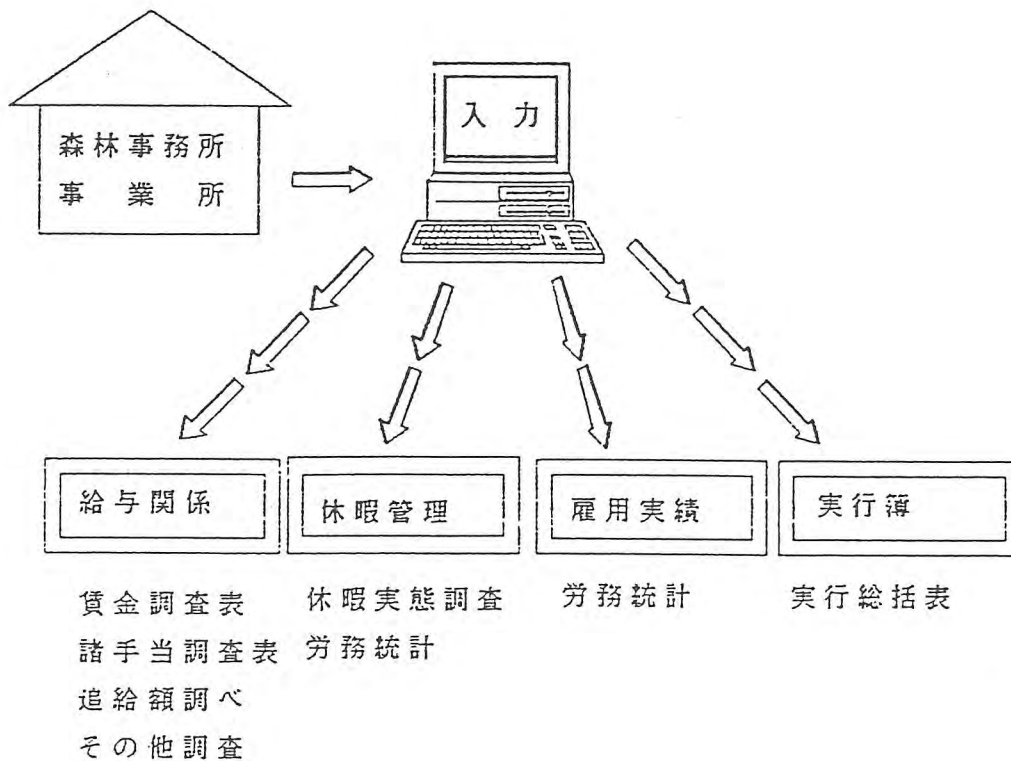 森林事務所
事業所
入力
給与関係
休暇管理
雇用実績
実行簿
賃金調査表
諸手当調査表
追給額調べ
その他調査
休暇実態調査
労務統計
労務統計
実行総括表